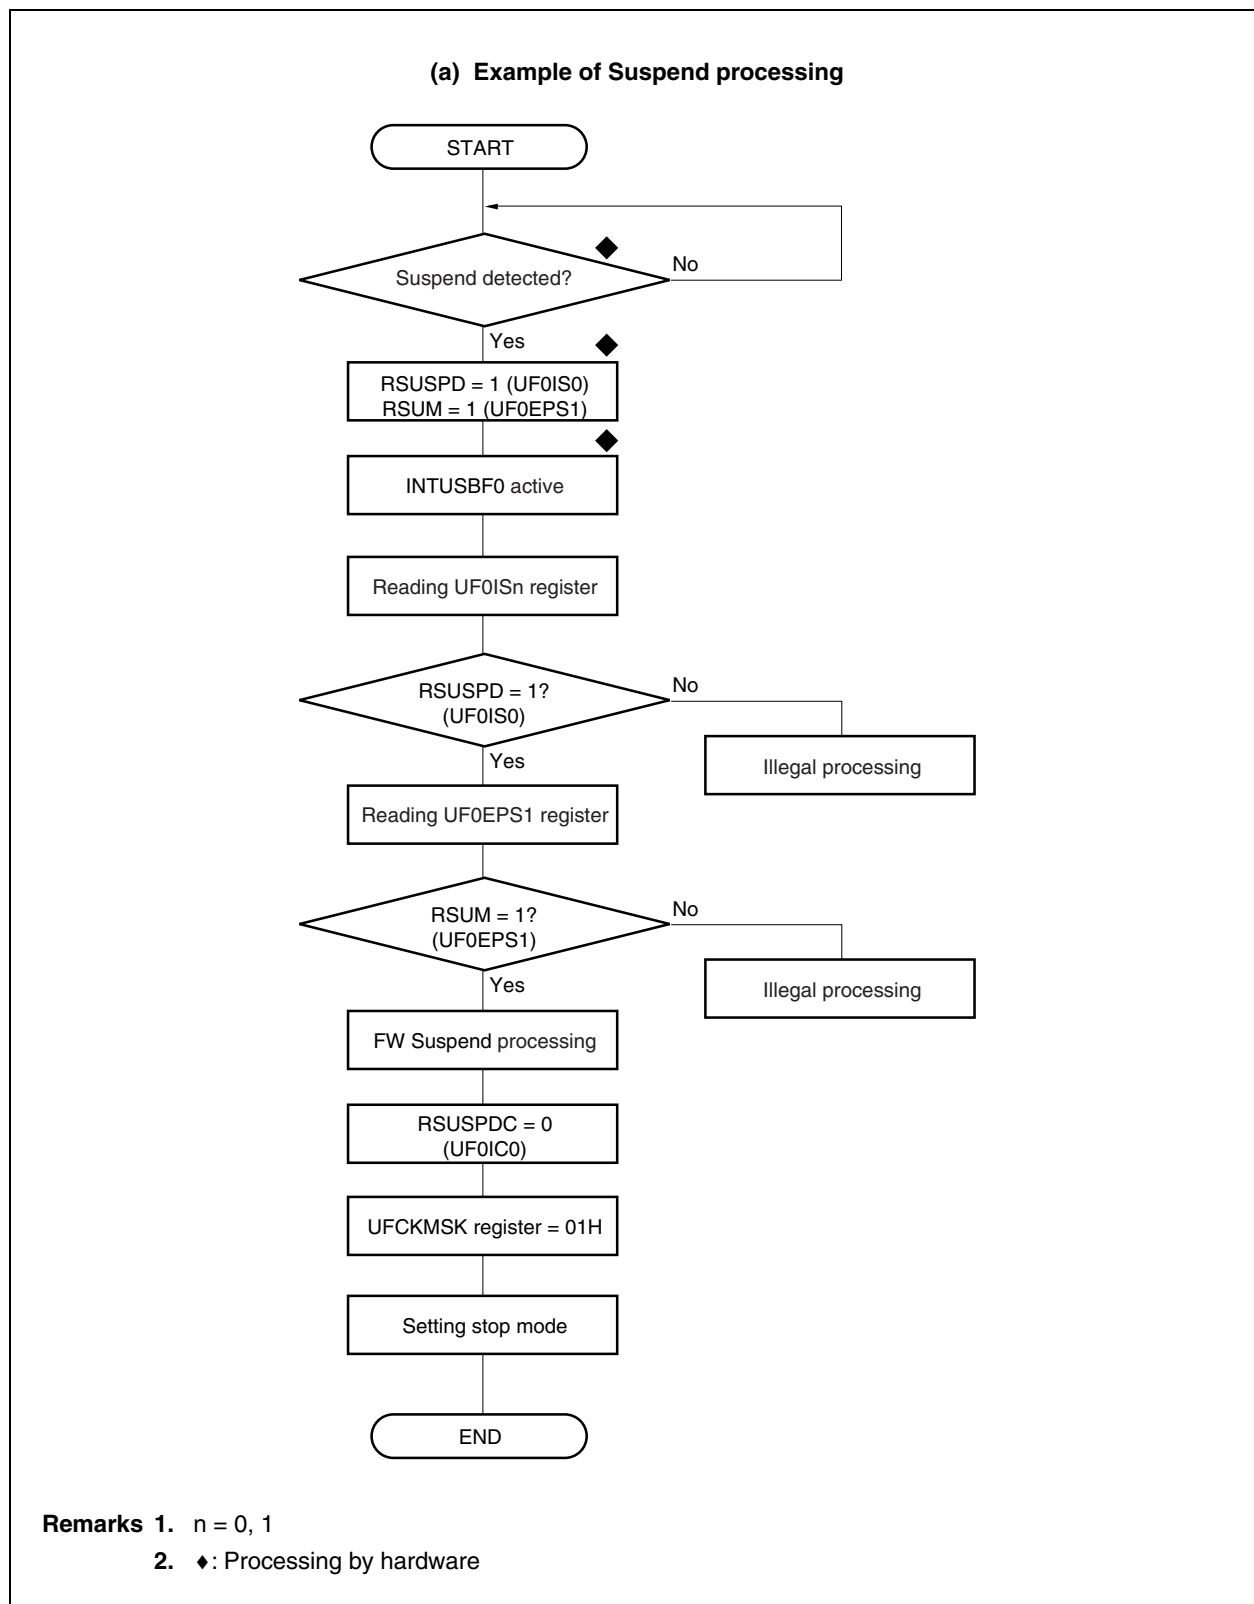 (a) Example of Suspend processing
START
Suspend detected?
No
Yes
RSUSPD = 1 (UF0IS0)
RSUM = 1 (UF0EPS1)
INTUSBF0 active
Reading UF0ISn register
RSUSPD = 1?
(UF0IS0)
No
Yes
Illegal processing
Reading UF0EPS1 register
RSUM = 1?
(UF0EPS1)
No
Yes
Illegal processing
FW Suspend processing
RSUSPDC = 0
(UF0IC0)
UFCKMSK register = 01H
Setting stop mode
END
Remarks 1. n = 0, 1
2. ♦: Processing by hardware